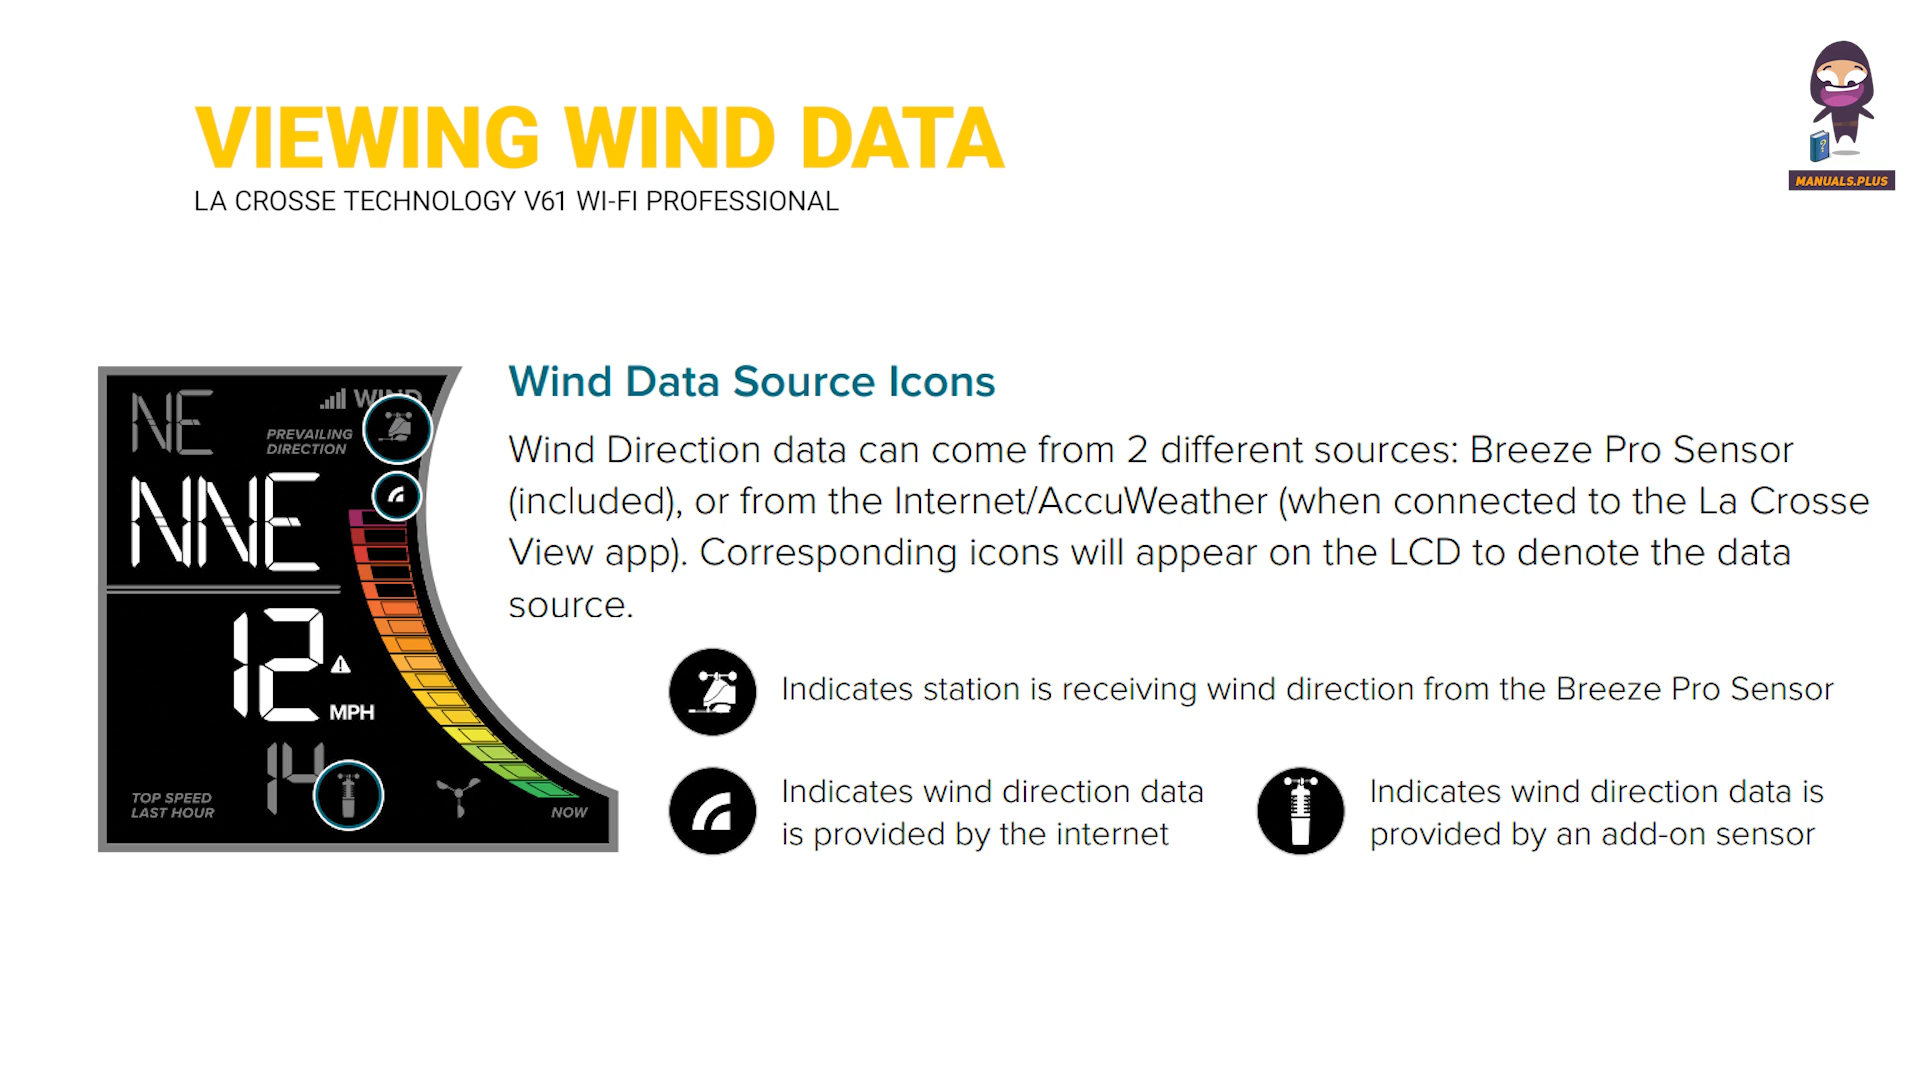 VIEWING WIND DATA
LA CROSSE TECHNOLOGY V61 WI-FI PROFESSIONAL
MANUALS.PLUS
NE
WIND
PREVAILING
DIRECTION
NNE
12
MPH
14
TOP SPEED
LAST HOUR
NOW
Wind Data Source Icons
Wind Direction data can come from 2 different sources: Breeze Pro Sensor
(included), or from the Internet/AccuWeather (when connected to the La Crosse
View app). Corresponding icons will appear on the LCD to denote the data
source.
Indicates station is receiving wind direction from the Breeze Pro Sensor
Indicates wind direction data
is provided by the internet
Indicates wind direction data is
provided by an add-on sensor